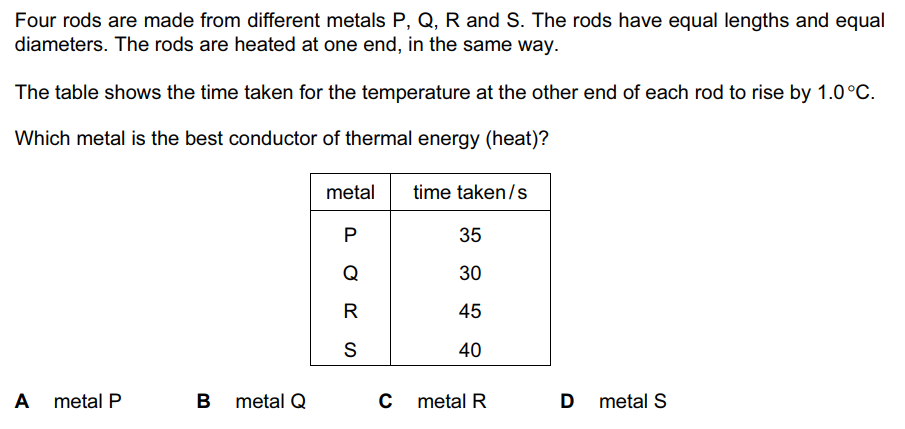 Four rods are made from different metals P, Q, R and S. The rods have equal lengths and equal
diameters. The rods are heated at one end, in the same way.
The table shows the time taken for the temperature at the other end of each rod to rise by 1.0 °C.
Which metal is the best conductor of thermal energy (heat)?
metal time taken / s
P 35
Q 30
R 45
S 40
A metal P B metal Q C metal R D metal S